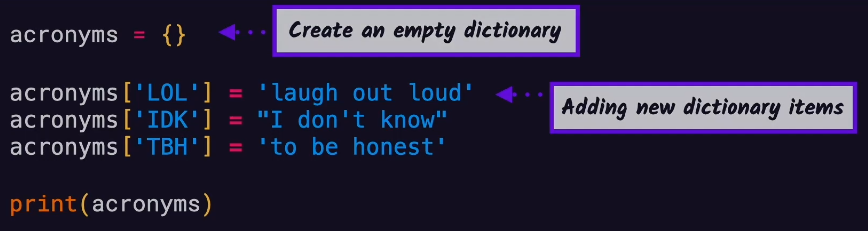 acronyms = {}
Create an empty dictionary
acronyms['LOL'] = 'laugh out loud'
Adding new dictionary items
acronyms['IDK'] = "I don't know"
acronyms['TBH'] = 'to be honest'
print(acronyms)